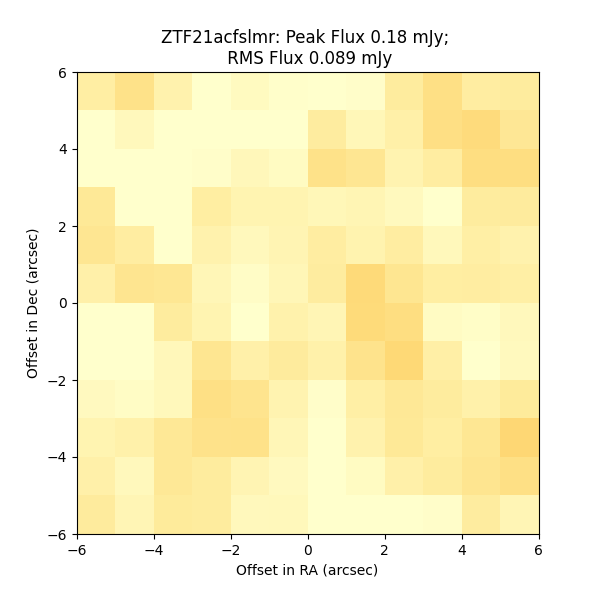 ZTF21acfslmr: Peak Flux 0.18 mJy;
RMS Flux 0.089 mJy
6
4
2
0
−2
−4
−6
Offset in Dec (arcsec)
−6 −4 −2 0 2 4 6
Offset in RA (arcsec)